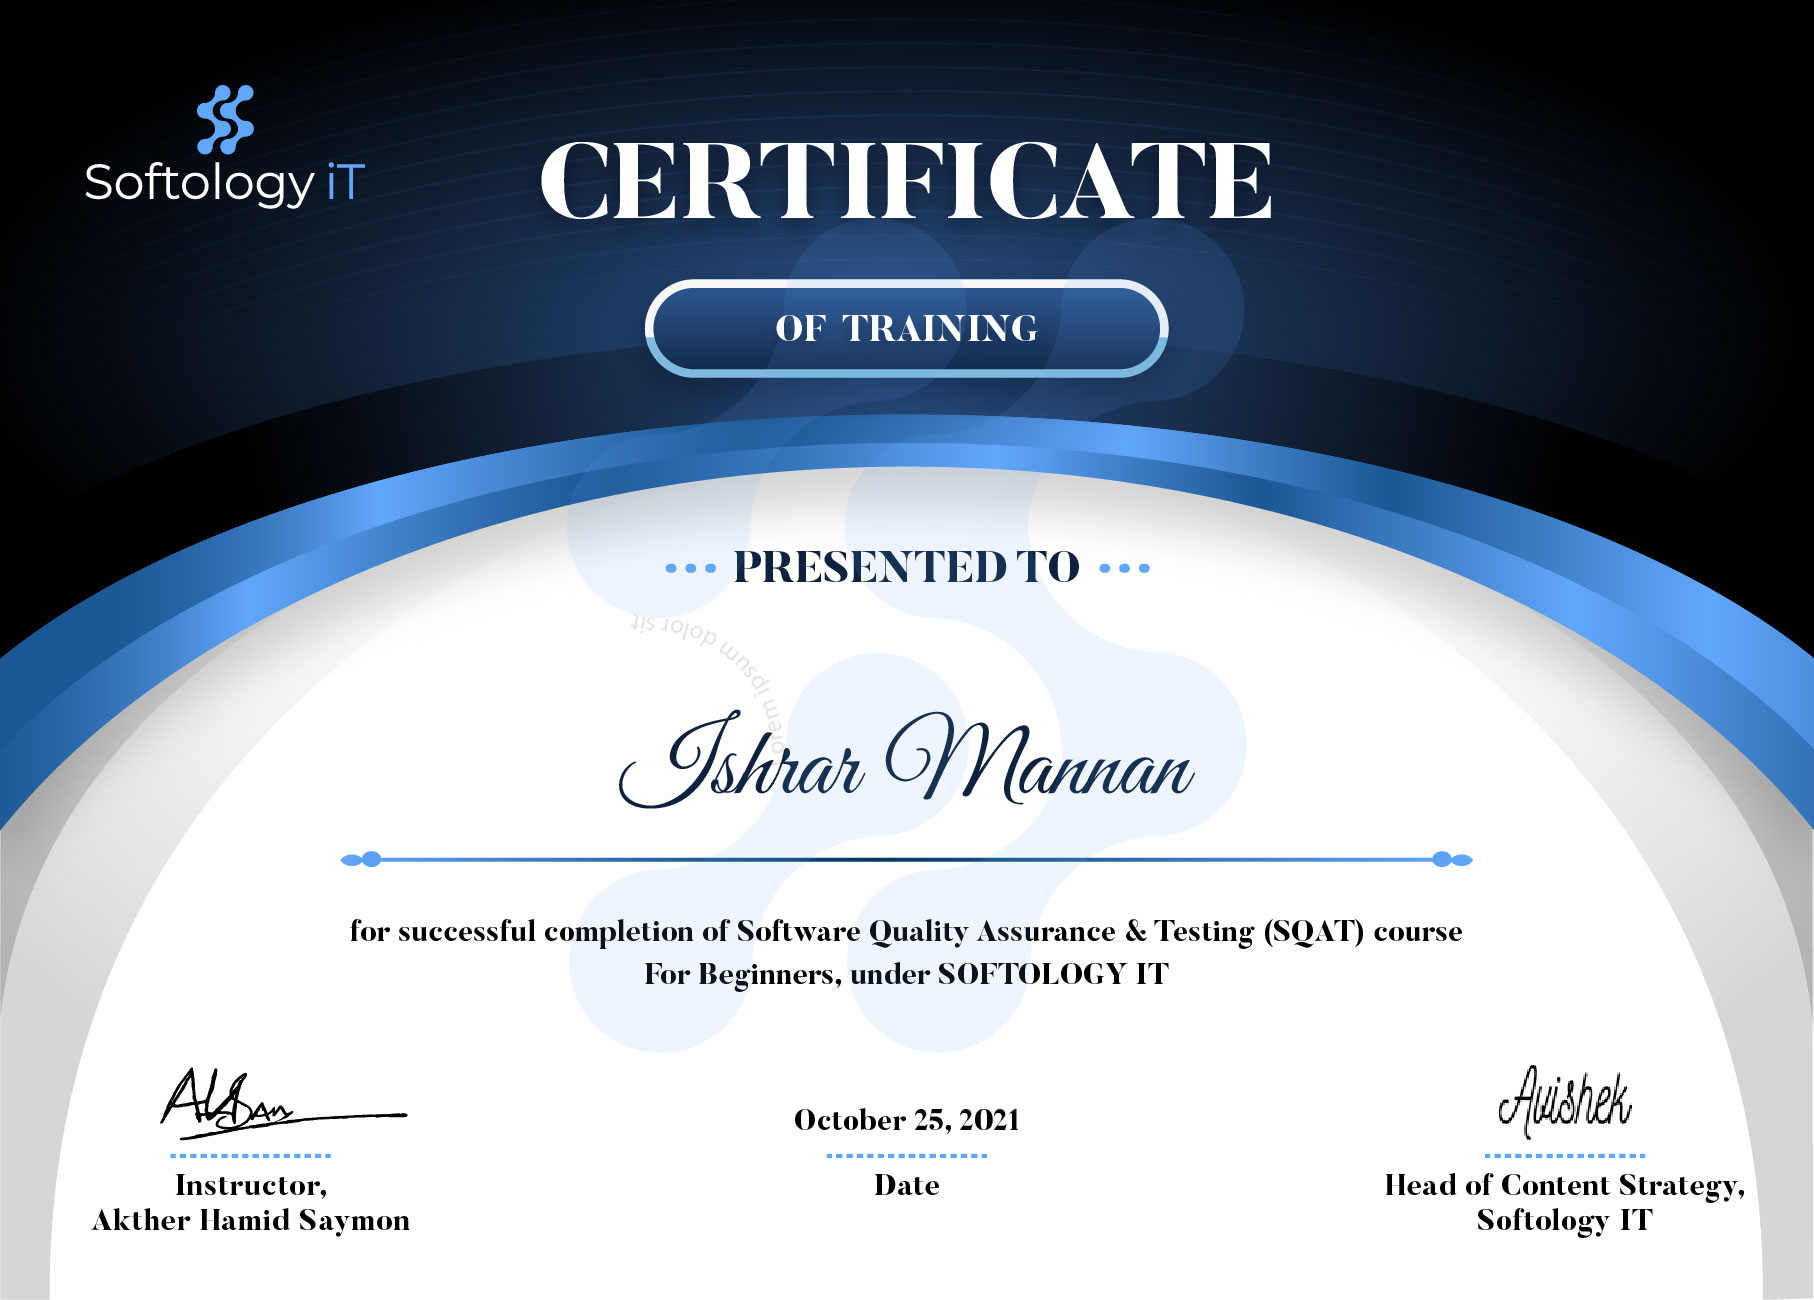 Softology iT
CERTIFICATE
OF TRAINING
PRESENTED TO
orem ipsum dolor sit
Ishrar Mannan
for successful completion of Software Quality Assurance & Testing (SQAT) course
For Beginners, under SOFTOLOGY IT
October 25, 2021
Avishek
Instructor,
Akther Hamid Saymon
Date
Head of Content Strategy,
Softology IT